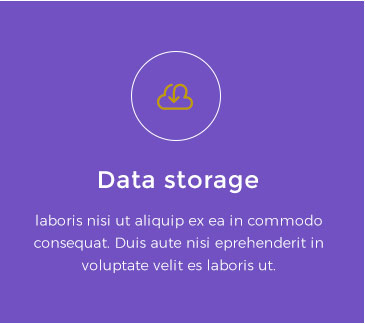 Data storage
laboris nisi ut aliquip ex ea in commodo
consequat. Duis aute nisi eprehenderit in
voluptate velit es laboris ut.